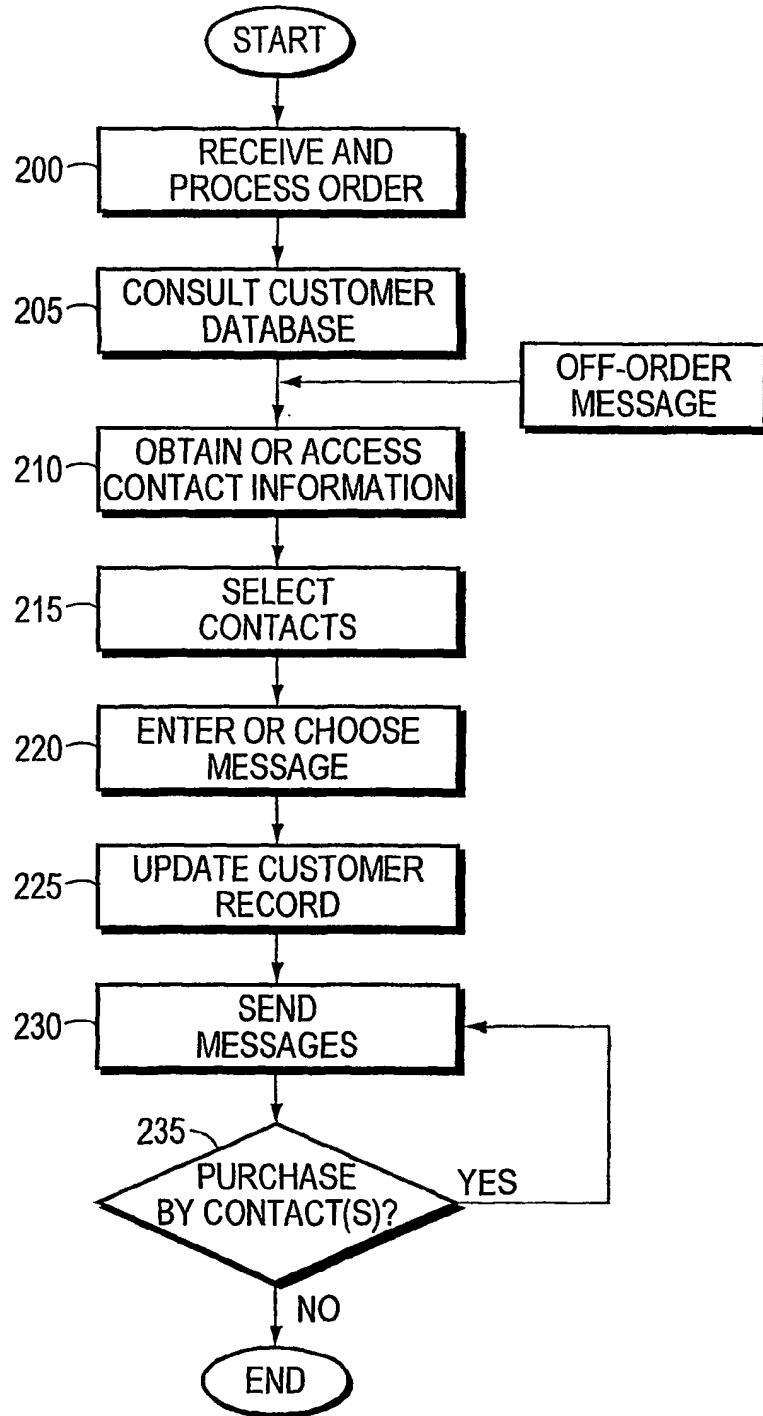 START
200
RECEIVE AND
PROCESS ORDER
205
CONSULT CUSTOMER
DATABASE
OFF-ORDER
MESSAGE
210
OBTAIN OR ACCESS
CONTACT INFORMATION
215
SELECT
CONTACTS
220
ENTER OR CHOOSE
MESSAGE
225
UPDATE CUSTOMER
RECORD
230
SEND
MESSAGES
235
PURCHASE
BY CONTACT(S)?
YES
NO
END